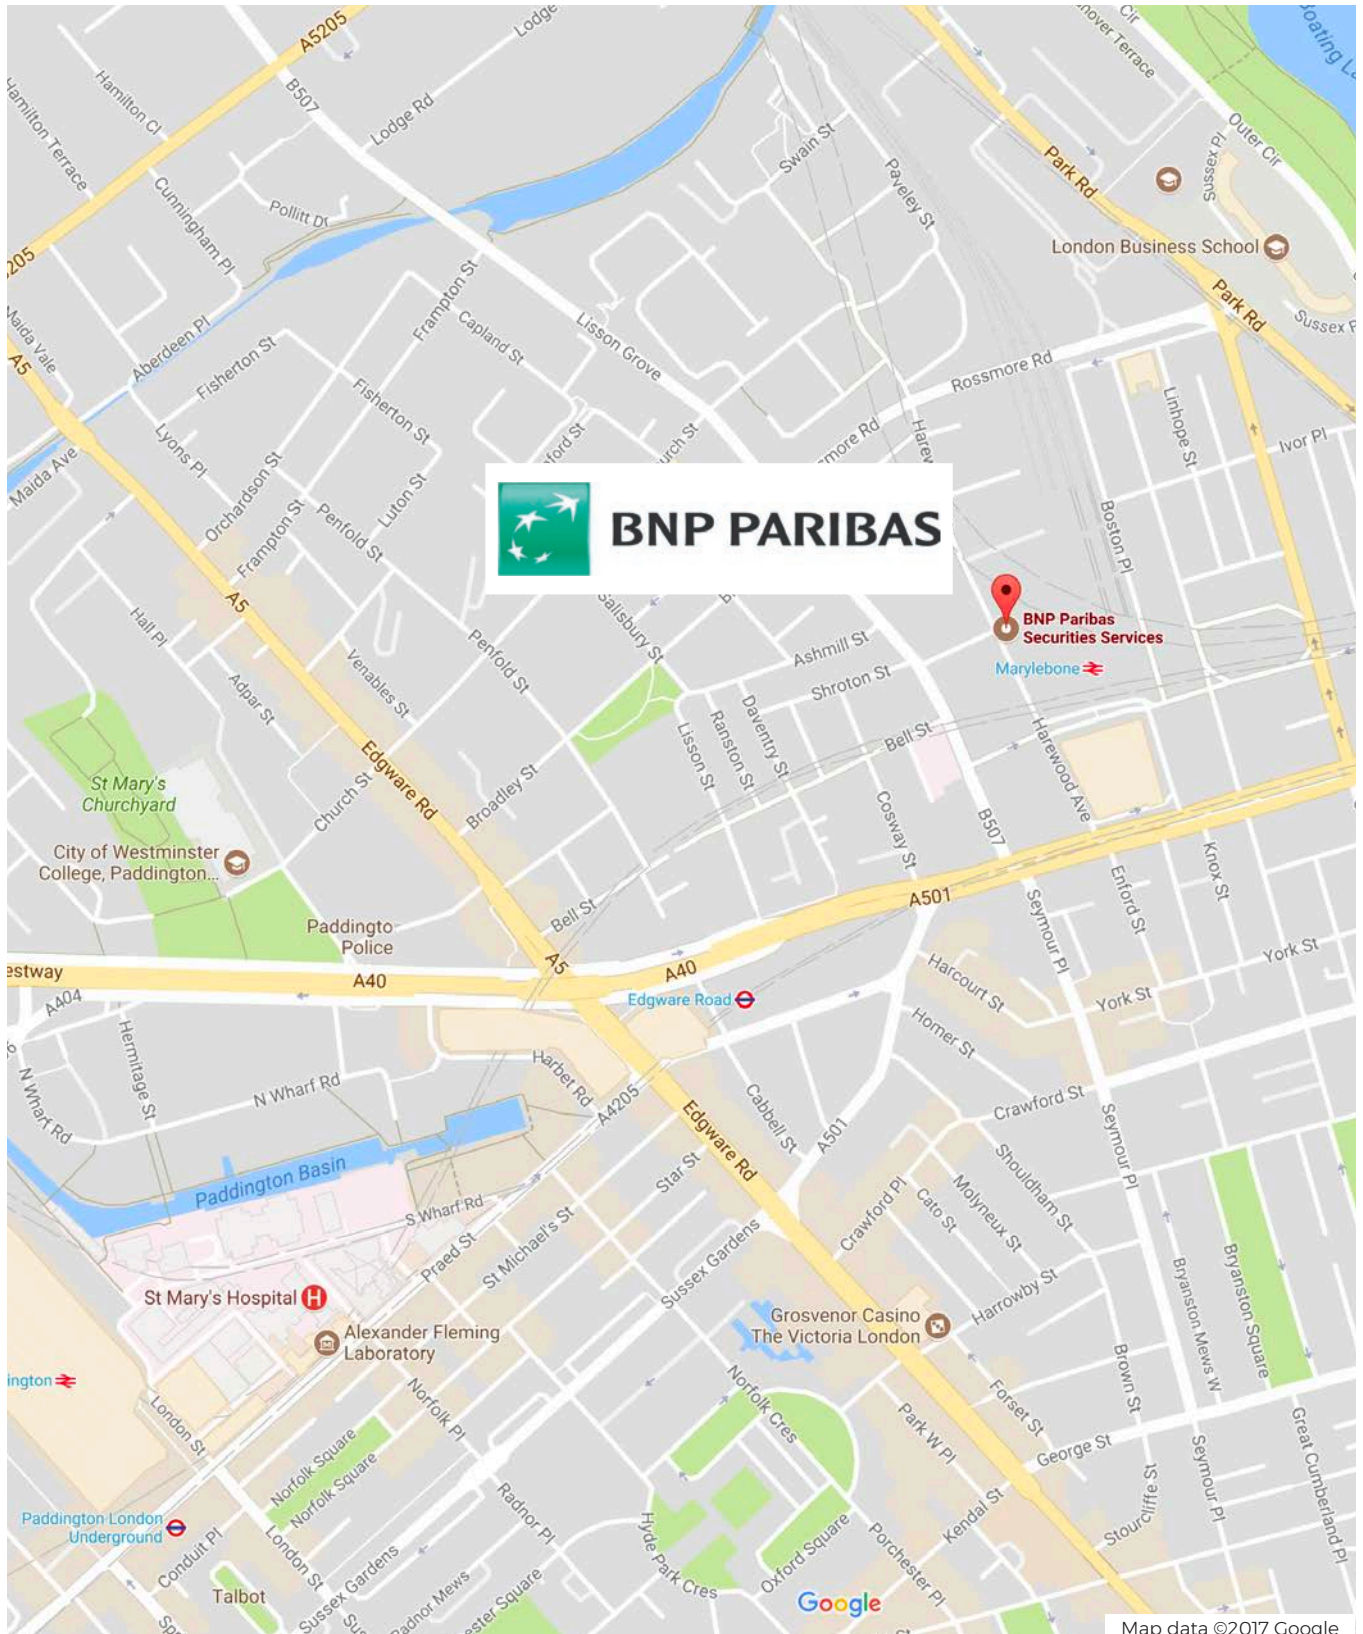 A5205
Lodge
Hamilton Cl
B507
Lodge Rd
Hamilton Terrace
Cunningham Pl
Pollitt Dr
Swain St
Paveley St
Park Rd
Outer Cir
Cir
Sussex Pl
London Business School
Park Rd
Aberdeen Pl
Maida Vale
A5
Frampton St
Capland St
Lisson Grove
Fisherton St
Fisherton St
Rossmore Rd
Linhope St
Ivor Pl
Lyons Pl
Maida Ave
Orchardson St
Frampton St
Luton St
Penfold St
Boston Pl
BNP PARIBAS
A5
Hall Pl
Adpar St
Venables St
Penfold St
Salisbury St
Ashmill St
Shroton St
BNP Paribas
Securities Services
Marylebone
Lisson St
Ranston St
Daventry St
Bell St
Harewood Ave
St Mary's
Churchyard
Edgware Rd
Church St
Broadley St
Cosway St
B507
City of Westminster
College, Paddington...
Enford St
Knox St
Bell St
A501
Seymour Pl
Paddingto
Police
York St
estway
A40
A5
A40
Edgware Road
Harcourt St
York St
AA04
Hermitage St
Homer St
N Wharf Rd
N Wharf Rd
Harbet Rd
A4205
Cabbell St
A501
Crawford St
Edgware Rd
Seymour Pl
Paddington Basin
Star St
Shouldham St
Molyneux St
Cato St
Crawford Pl
S Wharf Rd
Praed St
St Michael's St
Sussex Gardens
Bryanston Mews W
Bryanston Square
St Mary's Hospital
Harrowby St
Grosvenor Casino
The Victoria London
Alexander Fleming
Laboratory
ington
London St
Norfolk Pl
Norfolk Cres
Forset St
Brown St
Park W Pl
George St
Great Cumberland Pl
Seymour Pl
Norfolk Square
Norfolk Square
Radnor Pl
Hyde Park Cres
Oxford Square
Porchester Pl
Kendal St
Stourcliffe St
Paddington London
Underground
Conduit Pl
London St
Sussex Gardens
Talbot
Google
Map data ©2017 Google